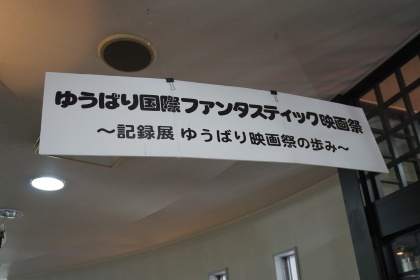 ゆうばり国際ファンタスティック映画祭
～記録展 ゆうばり映画祭の歩み～